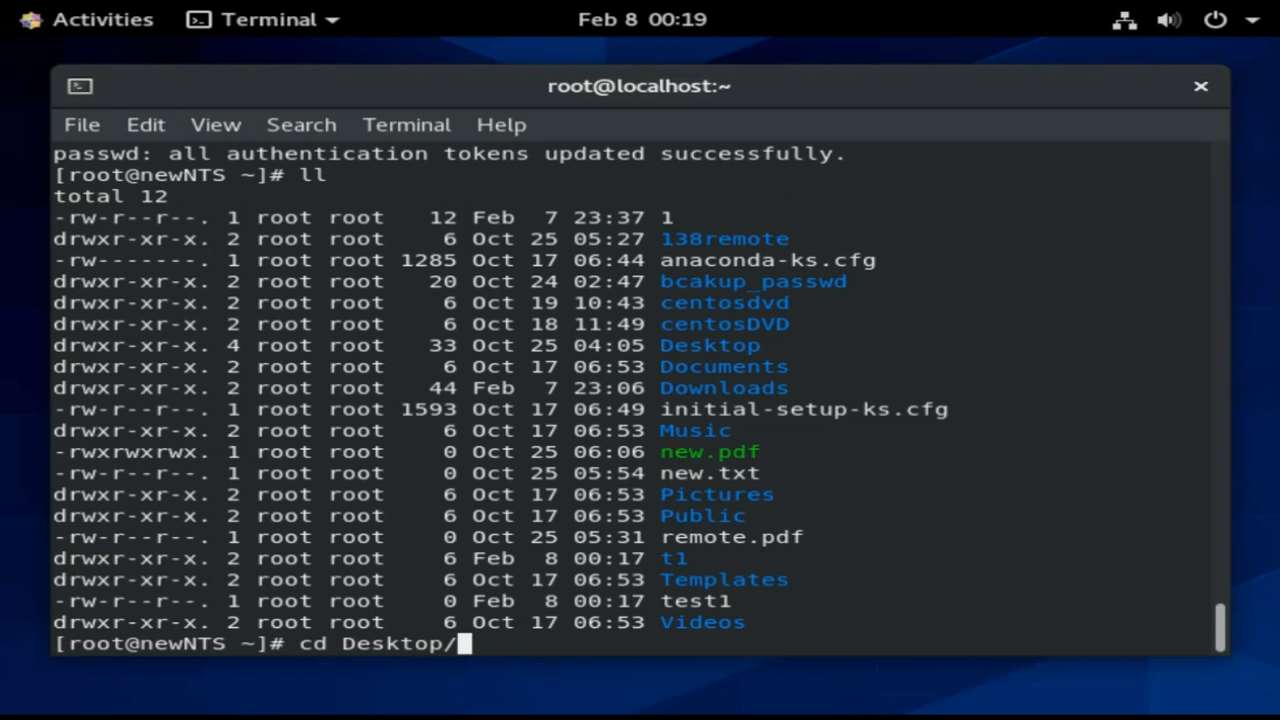 Activities Terminal Feb 8 00:19
root@localhost:~
File Edit View Search Terminal Help
passwd: all authentication tokens updated successfully.
[root@newNTS ~]# ll
total 12
-rw-r--r--. 1 root root   12 Feb  7 23:37 1
drwxr-xr-x. 2 root root    6 Oct 25 05:27 138remote
-rw-------. 1 root root 1285 Oct 17 06:44 anaconda-ks.cfg
drwxr-xr-x. 2 root root   20 Oct 24 02:47 bcakup_passwd
drwxr-xr-x. 2 root root    6 Oct 19 10:43 centosdvd
drwxr-xr-x. 2 root root    6 Oct 18 11:49 centosDVD
drwxr-xr-x. 4 root root   33 Oct 25 04:05 Desktop
drwxr-xr-x. 2 root root    6 Oct 17 06:53 Documents
drwxr-xr-x. 2 root root   44 Feb  7 23:06 Downloads
-rw-r--r--. 1 root root 1593 Oct 17 06:49 initial-setup-ks.cfg
drwxr-xr-x. 2 root root    6 Oct 17 06:53 Music
-rwxrwxrwx. 1 root root    0 Oct 25 06:06 new.pdf
-rw-r--r--. 1 root root    0 Oct 25 05:54 new.txt
drwxr-xr-x. 2 root root    6 Oct 17 06:53 Pictures
drwxr-xr-x. 2 root root    6 Oct 17 06:53 Public
-rw-r--r--. 1 root root    0 Oct 25 05:31 remote.pdf
drwxr-xr-x. 2 root root    6 Feb  8 00:17 t1
drwxr-xr-x. 2 root root    6 Oct 17 06:53 Templates
-rw-r--r--. 1 root root    0 Feb  8 00:17 test1
drwxr-xr-x. 2 root root    6 Oct 17 06:53 Videos
[root@newNTS ~]# cd Desktop/